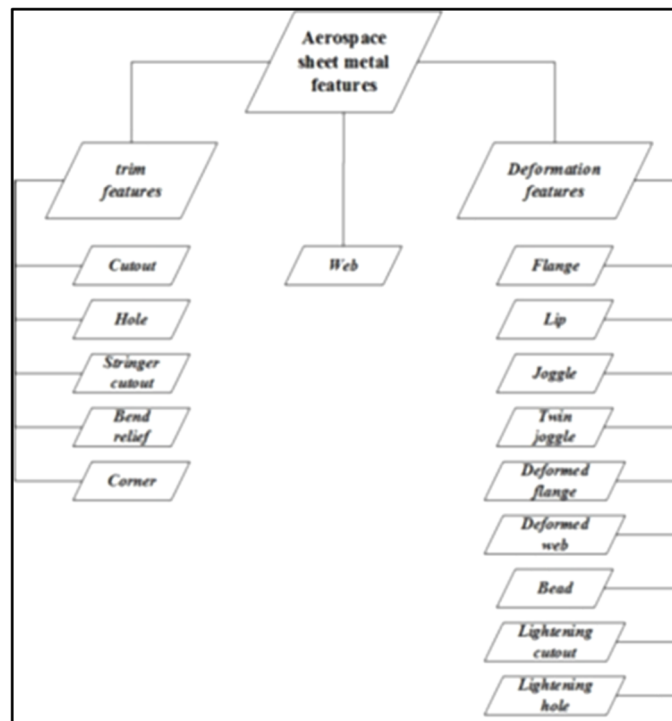 Aerospace
sheet metal
features
trim
features
Deformation
features
Cutout
Hole
Stringer
cutout
Bend
relief
Corner
Web
Flange
Lip
Joggle
Twin
joggle
Deformed
flange
Deformed
web
Bead
Lightening
cutout
Lightening
hole